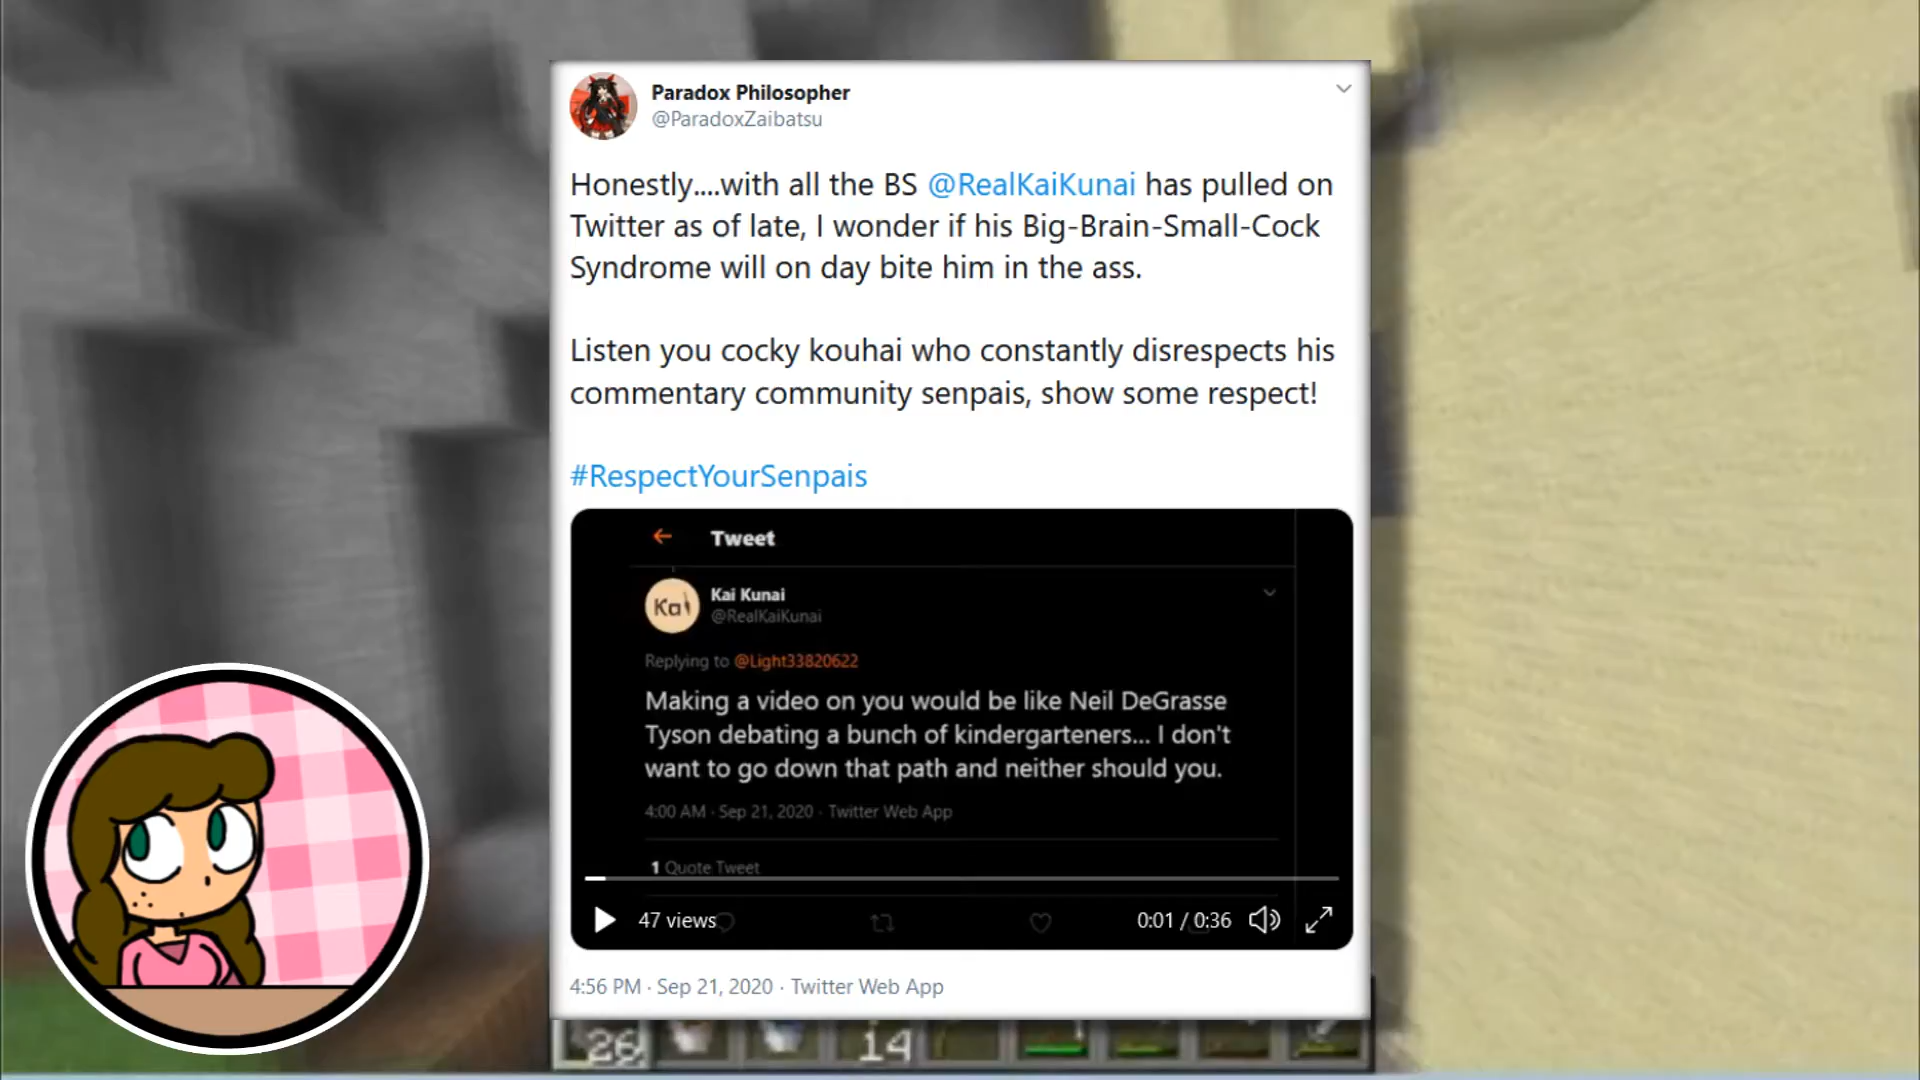 Paradox Philosopher
@ParadoxZaibatsu
Honestly....with all the BS @RealKaiKunai has pulled on
Twitter as of late, I wonder if his Big-Brain-Small-Cock
Syndrome will on day bite him in the ass.
Listen you cocky kouhai who constantly disrespects his
commentary community senpais, show some respect!
#RespectYourSenpais
Tweet
Kai
Kai Kunai
@RealKaiKunai
Replying to @Light33820622
Making a video on you would be like Neil DeGrasse
Tyson debating a bunch of kindergarteners... I don't
want to go down that path and neither should you.
4:00 AM · Sep 21, 2020 · Twitter Web App
1 Quote Tweet
47 views
0:01 / 0:36
4:56 PM · Sep 21, 2020 · Twitter Web App
26 14